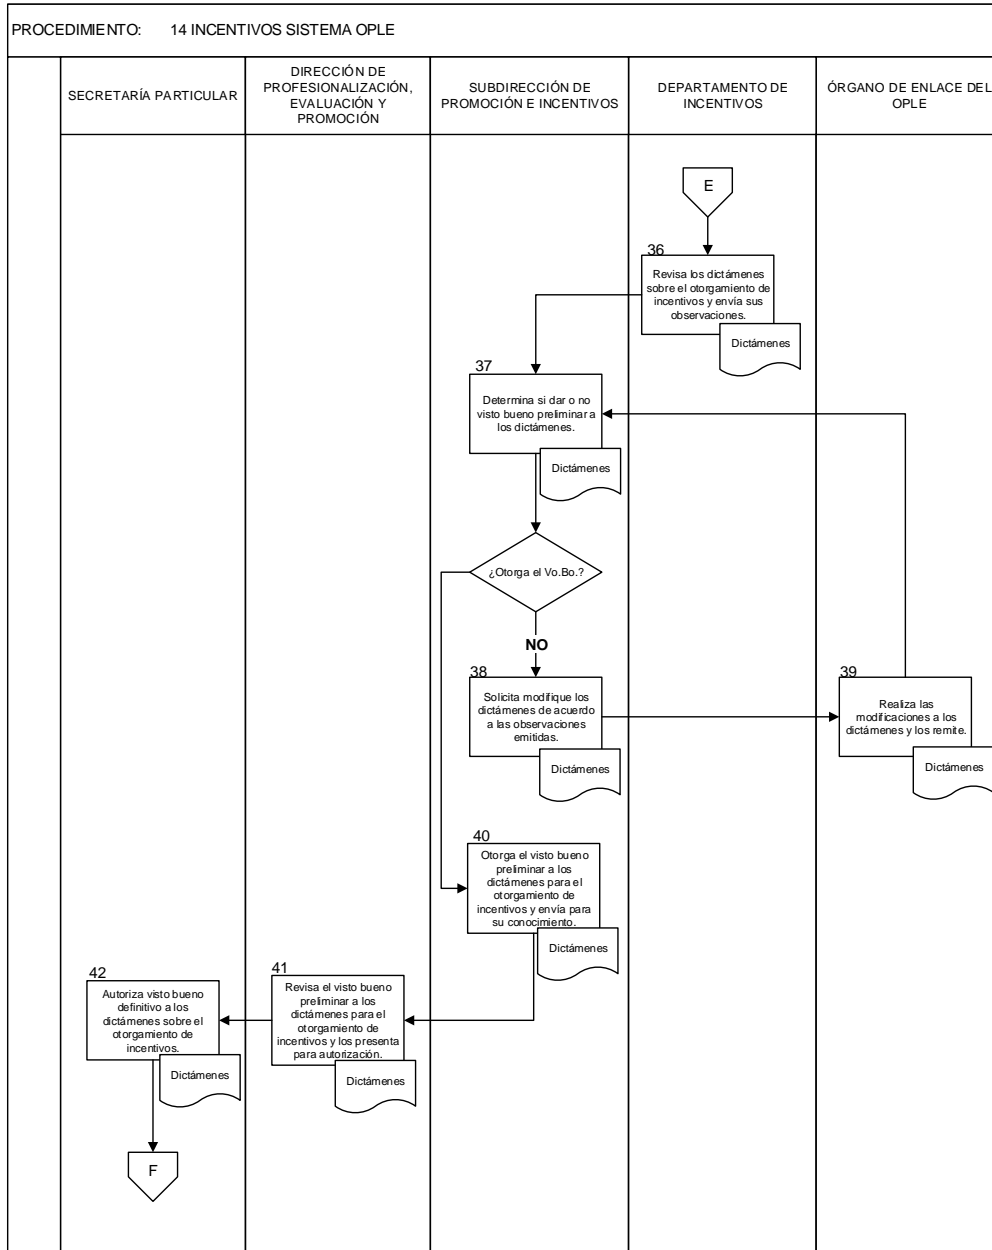 PROCEDIMIENTO: 14 INCENTIVOS SISTEMA OPLE
SECRETARÍA PARTICULAR
DIRECCIÓN DE
PROFESIONALIZACIÓN,
EVALUACIÓN Y
PROMOCIÓN
SUBDIRECCIÓN DE
PROMOCIÓN E INCENTIVOS
DEPARTAMENTO DE
INCENTIVOS
ÓRGANO DE ENLACE DEL
OPLE
E
36
Revisa los dictámenes
sobre el otorgamiento de
incentivos y envía sus
observaciones.
Dictámenes
37
Determina si dar o no
visto bueno preliminar a
los dictámenes.
Dictámenes
¿Otorga el Vo.Bo.?
NO
38
Solicita modifique los
dictámenes de acuerdo
a las observaciones
emitidas.
Dictámenes
39
Realiza las
modificaciones a los
dictámenes y los remite.
Dictámenes
40
Otorga el visto bueno
preliminar a los
dictámenes para el
otorgamiento de
incentivos y envía para
su conocimiento.
Dictámenes
41
Revisa el visto bueno
preliminar a los
dictámenes para el
otorgamiento de
incentivos y los presenta
para autorización.
Dictámenes
42
Autoriza visto bueno
definitivo a los
dictámenes sobre el
otorgamiento de
incentivos.
Dictámenes
F